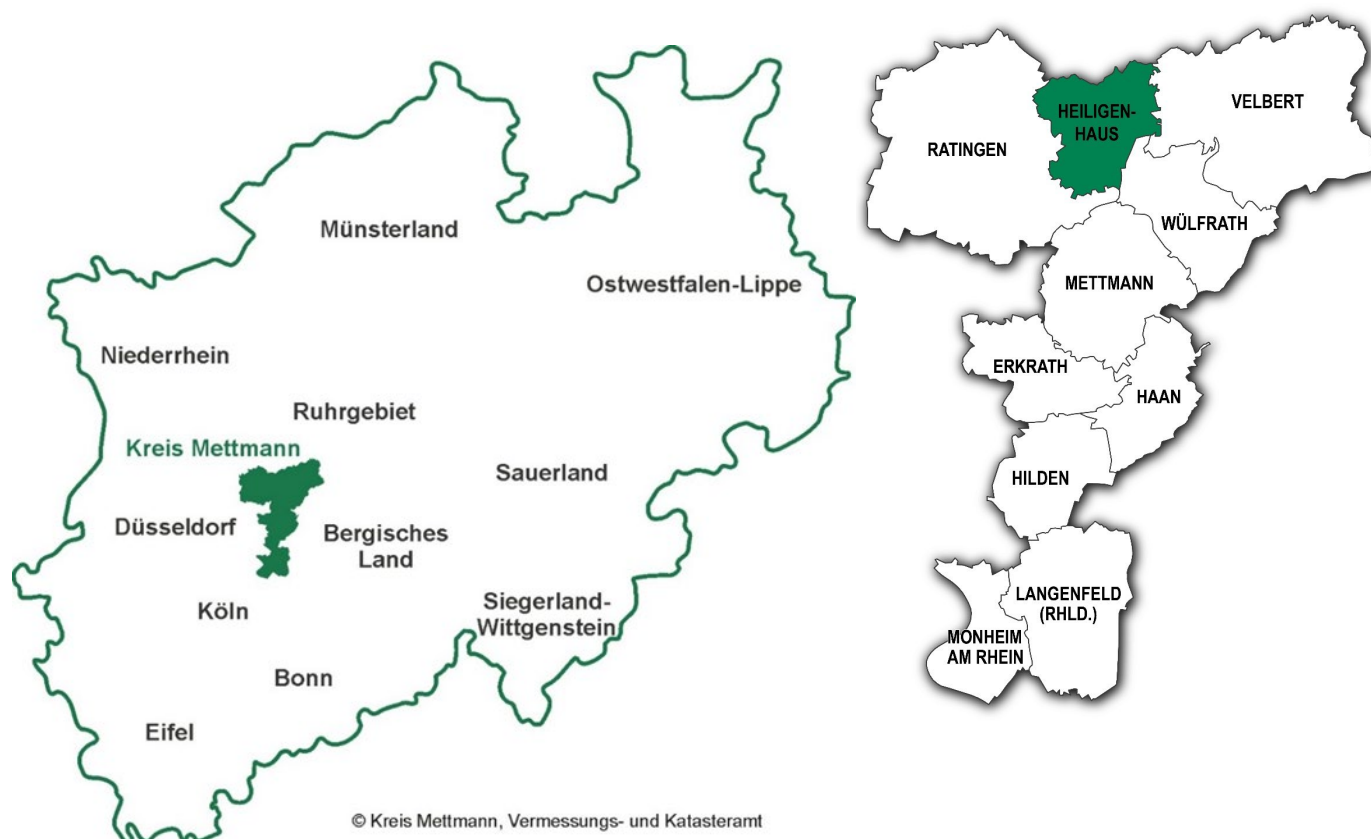 Münsterland
Ostwestfalen-Lippe
Niederrhein
Ruhrgebiet
Kreis Mettmann
Sauerland
Düsseldorf
Bergisches
Land
Köln
Siegerland-
Wittgenstein
Bonn
Eifel
© Kreis Mettmann, Vermessungs- und Katasteramt
HEILIGEN-
HAUS
VELBERT
RATINGEN
WÜLFRATH
METTMANN
ERKRATH
HAAN
HILDEN
LANGENFELD
(RHLD.)
MONHEIM
AM RHEIN